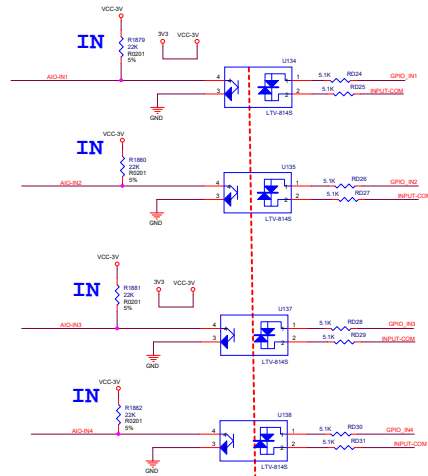 VCC-3V
IN
R1879
22K
R0201
5%
3V3
VCC-3V
U134
AIO-IN1
4
3
1
2
5.1K
RD24
GPIO_IN1
5.1K
RD25
INPUT-COM
GND
LTV-814S
VCC-3V
IN
R1880
22K
R0201
5%
U135
AIO-IN2
4
3
1
2
5.1K
RD26
GPIO_IN2
5.1K
RD27
INPUT-COM
GND
LTV-814S
VCC-3V
IN
R1881
22K
R0201
5%
3V3
VCC-3V
U137
AIO-IN3
4
3
1
2
5.1K
RD28
GPIO_IN3
5.1K
RD29
INPUT-COM
GND
LTV-814S
VCC-3V
IN
R1882
22K
R0201
5%
U138
AIO-IN4
4
3
1
2
5.1K
RD30
GPIO_IN4
5.1K
RD31
INPUT-COM
GND
LTV-814S